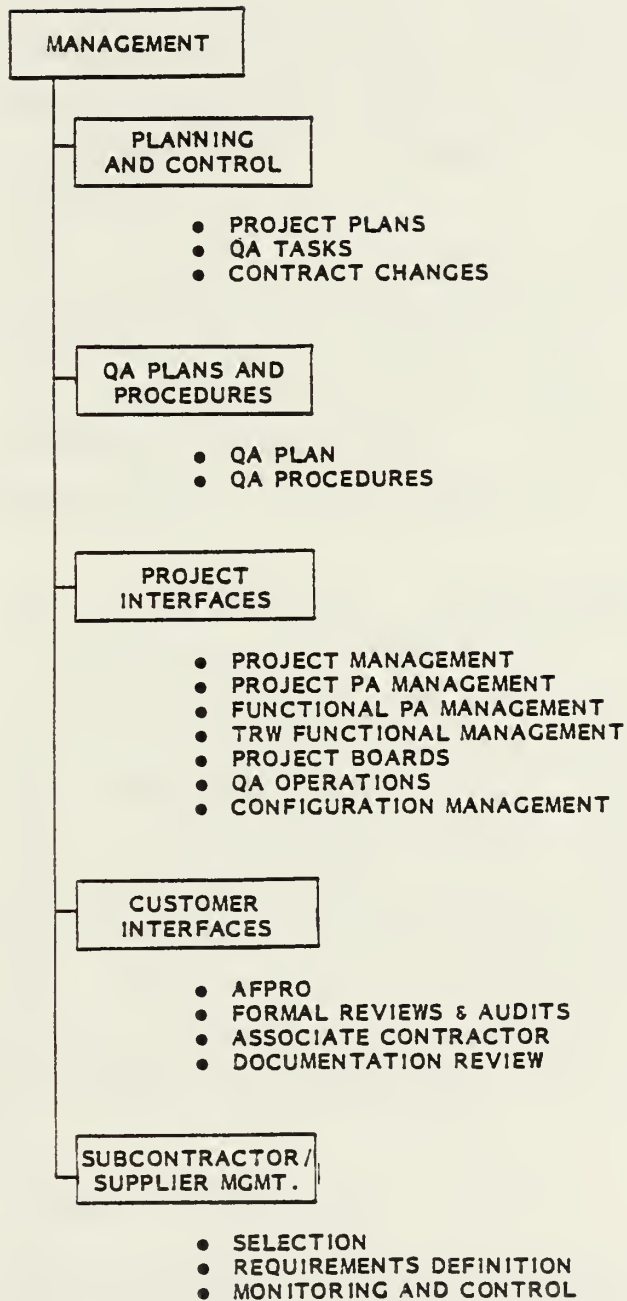 MANAGEMENT
PLANNING
AND CONTROL
● PROJECT PLANS
● QA TASKS
● CONTRACT CHANGES
QA PLANS AND
PROCEDURES
● QA PLAN
● QA PROCEDURES
PROJECT
INTERFACES
● PROJECT MANAGEMENT
● PROJECT PA MANAGEMENT
● FUNCTIONAL PA MANAGEMENT
● TRW FUNCTIONAL MANAGEMENT
● PROJECT BOARDS
● QA OPERATIONS
● CONFIGURATION MANAGEMENT
CUSTOMER
INTERFACES
● AFPRO
● FORMAL REVIEWS & AUDITS
● ASSOCIATE CONTRACTOR
● DOCUMENTATION REVIEW
SUBCONTRACTOR/
SUPPLIER MGMT.
● SELECTION
● REQUIREMENTS DEFINITION
● MONITORING AND CONTROL